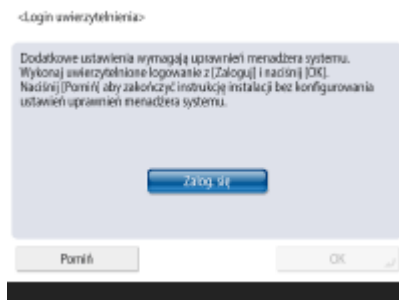 <Login uwierzytelnienia>
Dodatkowe ustawienia wymagają uprawnień menadżera systemu.
Wykonaj uwierzytelnione logowanie z [Zaloguj] i naciśnij [OK].
Naciśnij [Pomiń] aby zakończyć instrukcję instalacji bez konfigurowania
ustawień uprawnień menadżera systemu.
Zalog. się
Pomiń
OK